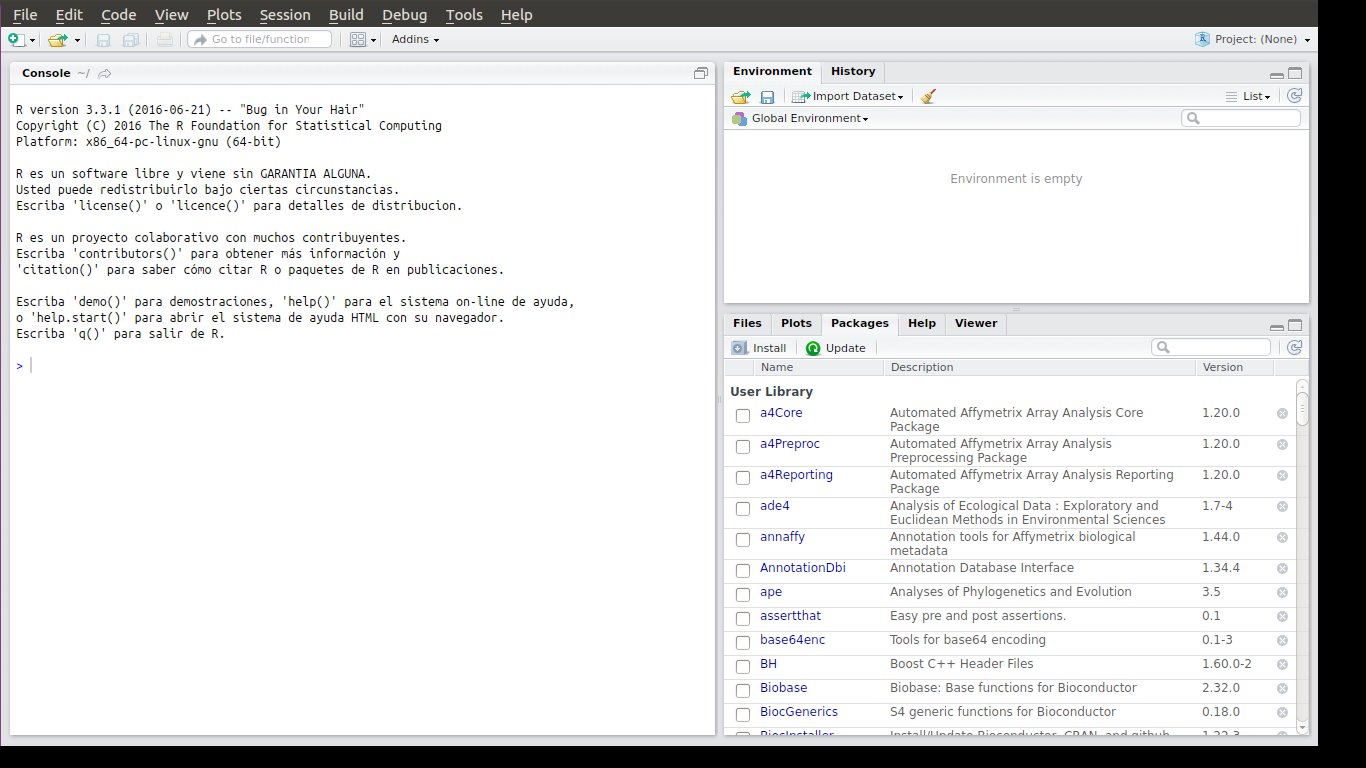 File Edit Code View Plots Session Build Debug Tools Help
Go to file/function Addins Project: (None)
Console ~/
R version 3.3.1 (2016-06-21) -- "Bug in Your Hair"
Copyright (C) 2016 The R Foundation for Statistical Computing
Platform: x86_64-pc-linux-gnu (64-bit)
R es un software libre y viene sin GARANTIA ALGUNA.
Usted puede redistribuirlo bajo ciertas circunstancias.
Escriba 'license()' o 'licence()' para detalles de distribucion.
R es un proyecto colaborativo con muchos contribuyentes.
Escriba 'contributors()' para obtener más información y
'citation()' para saber cómo citar R o paquetes de R en publicaciones.
Escriba 'demo()' para demostraciones, 'help()' para el sistema on-line de ayuda,
o 'help.start()' para abrir el sistema de ayuda HTML con su navegador.
Escriba 'q()' para salir de R.
>
Environment History
Import Dataset List
Global Environment
Environment is empty
Files Plots Packages Help Viewer
Install Update
Name Description Version
User Library
a4Core Automated Affymetrix Array Analysis Core 1.20.0
Package
a4Preproc Automated Affymetrix Array Analysis 1.20.0
Preprocessing Package
a4Reporting Automated Affymetrix Array Analysis Reporting 1.20.0
Package
ade4 Analysis of Ecological Data : Exploratory and 1.7-4
Euclidean Methods in Environmental Sciences
annaffy Annotation tools for Affymetrix biological 1.44.0
metadata
AnnotationDbi Annotation Database Interface 1.34.4
ape Analyses of Phylogenetics and Evolution 3.5
assertthat Easy pre and post assertions. 0.1
base64enc Tools for base64 encoding 0.1-3
BH Boost C++ Header Files 1.60.0-2
Biobase Biobase: Base functions for Bioconductor 2.32.0
BiocGenerics S4 generic functions for Bioconductor 0.18.0
BiocInstaller Install/Update Bioconductor, CRAN, and github 1.22.3